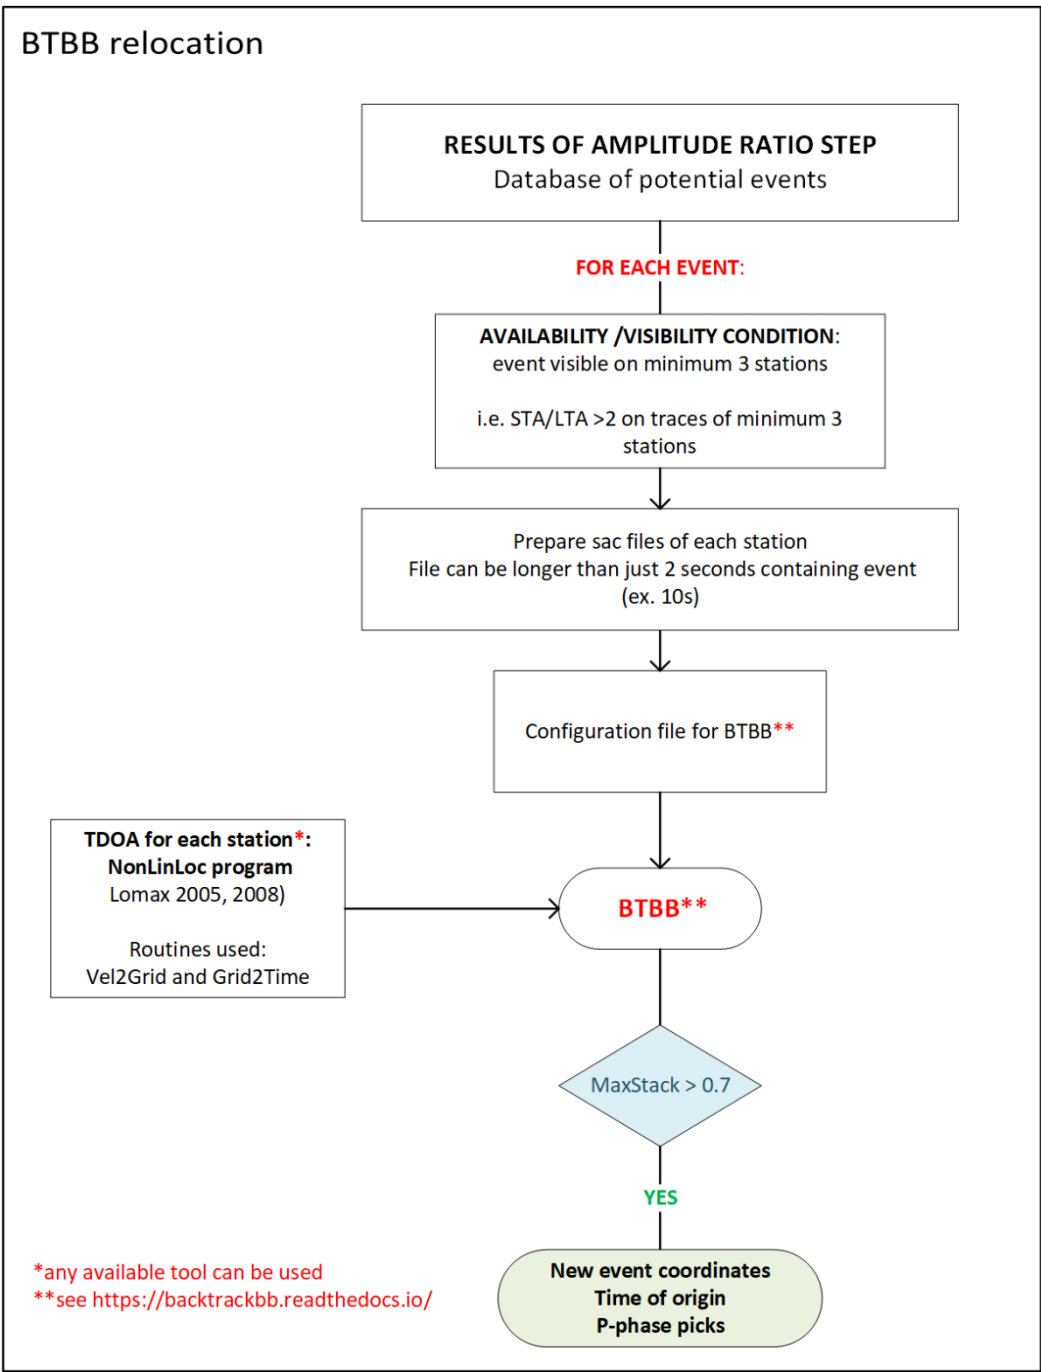 BTBB relocation
RESULTS OF AMPLITUDE RATIO STEP
Database of potential events
FOR EACH EVENT:
AVAILABILITY /VISIBILITY CONDITION:
event visible on minimum 3 stations
i.e. STA/LTA >2 on traces of minimum 3
stations
Prepare sac files of each station
File can be longer than just 2 seconds containing event
(ex. 10s)
Configuration file for BTBB**
TDOA for each station*:
NonLinLoc program
Lomax 2005, 2008)
Routines used:
Vel2Grid and Grid2Time
BTBB**
MaxStack > 0.7
YES
New event coordinates
Time of origin
P-phase picks
*any available tool can be used
**see https://backtrackbb.readthedocs.io/